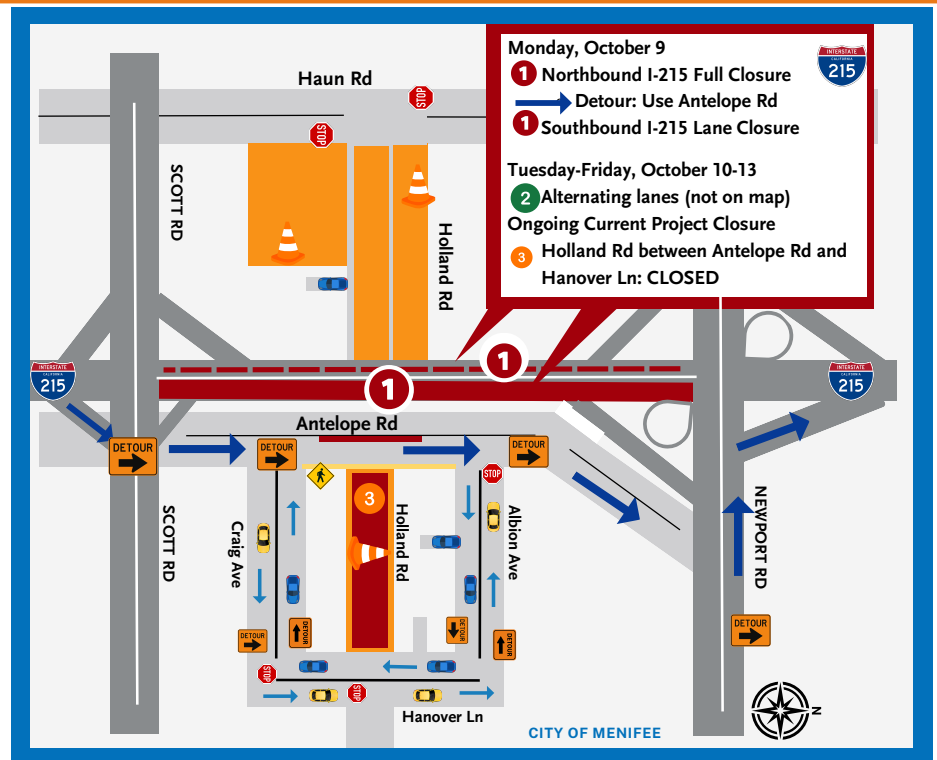 Monday, October 9
1 Northbound I-215 Full Closure
Detour: Use Antelope Rd
1 Southbound I-215 Lane Closure
INTERSTATE
CALIFORNIA
215
Tuesday-Friday, October 10-13
2 Alternating lanes (not on map)
Ongoing Current Project Closure
3 Holland Rd between Antelope Rd and
Hanover Ln: CLOSED
Haun Rd
STOP
STOP
SCOTT RD
Holland Rd
1
1
INTERSTATE
215
INTERSTATE
215
Antelope Rd
DETOUR
DETOUR
DETOUR
STOP
3
SCOTT RD
Craig Ave
Holland Rd
Albion Ave
NEWPORT RD
DETOUR
DETOUR
DETOUR
DETOUR
DETOUR
STOP
STOP
Hanover Ln
N
CITY OF MENIFEE